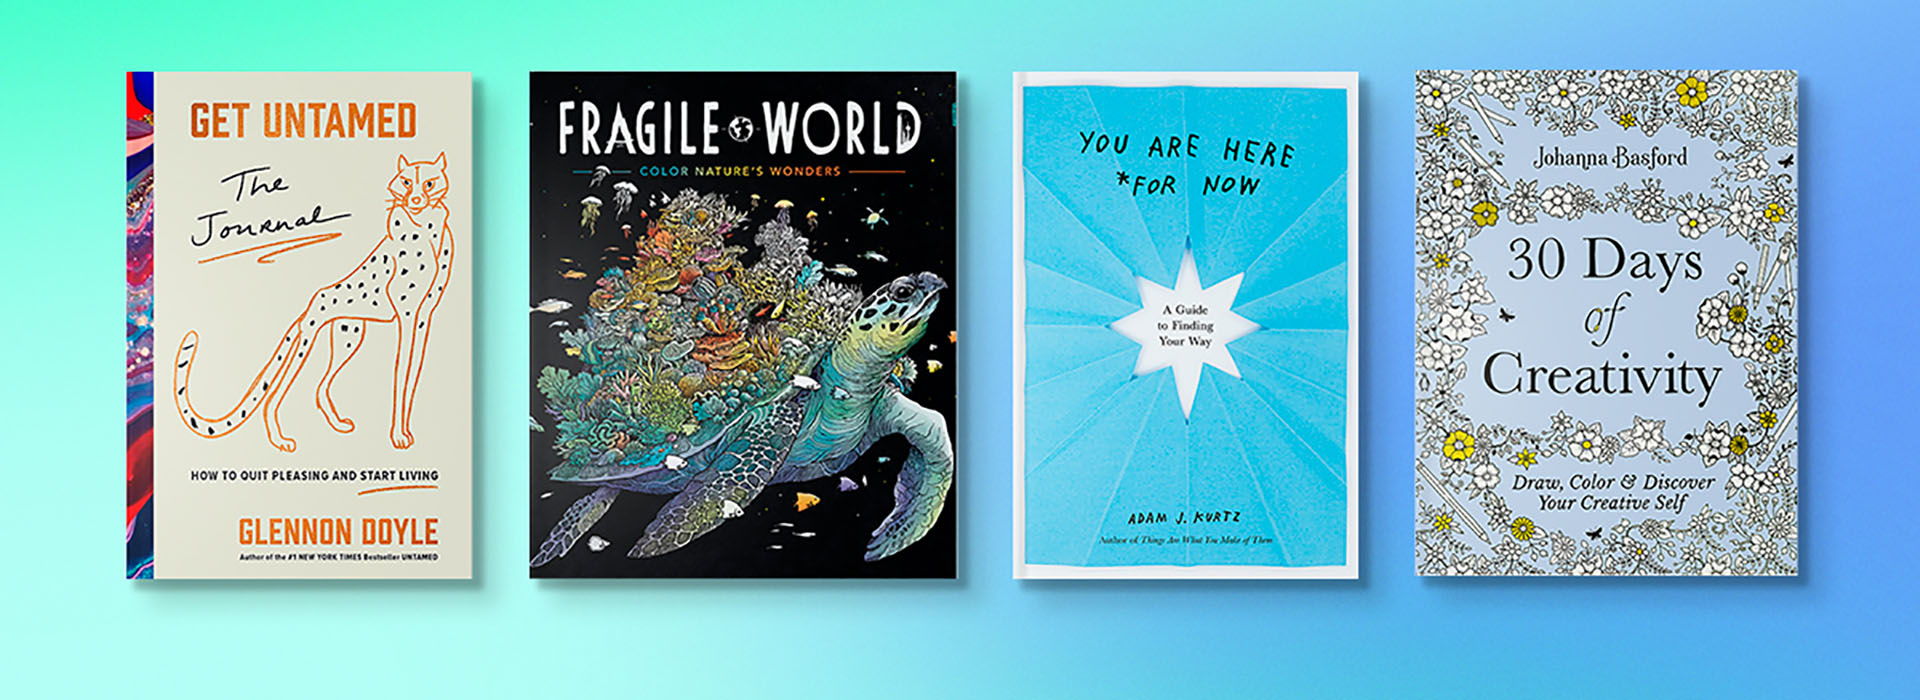 GET UNTAMED
The
Journal
HOW TO QUIT PLEASING AND START LIVING
GLENNON DOYLE
Author of the #1 NEW YORK TIMES Bestseller UNTAMED
FRAGILE WORLD
COLOR NATURE'S WONDERS
YOU ARE HERE
*FOR NOW
A Guide
to Finding
Your Way
ADAM J. KURTZ
Author of Things Are What You Make of Them
Johanna Basford
30 Days
of
Creativity
Draw, Color & Discover
Your Creative Self